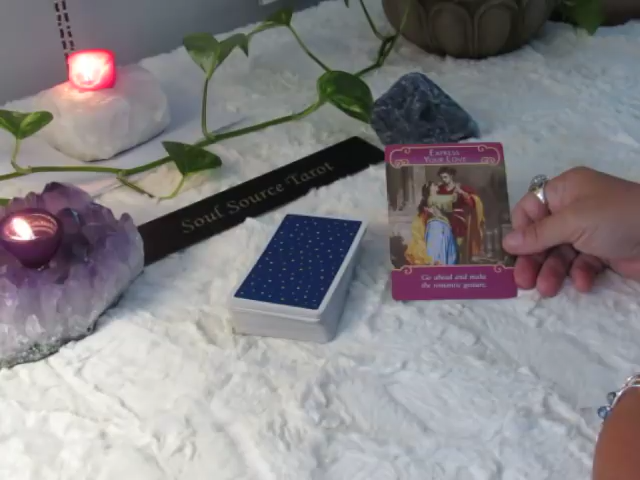 Soul Source Tarot
EXPRESS
YOUR LOVE
Go ahead and make
the romantic gesture.